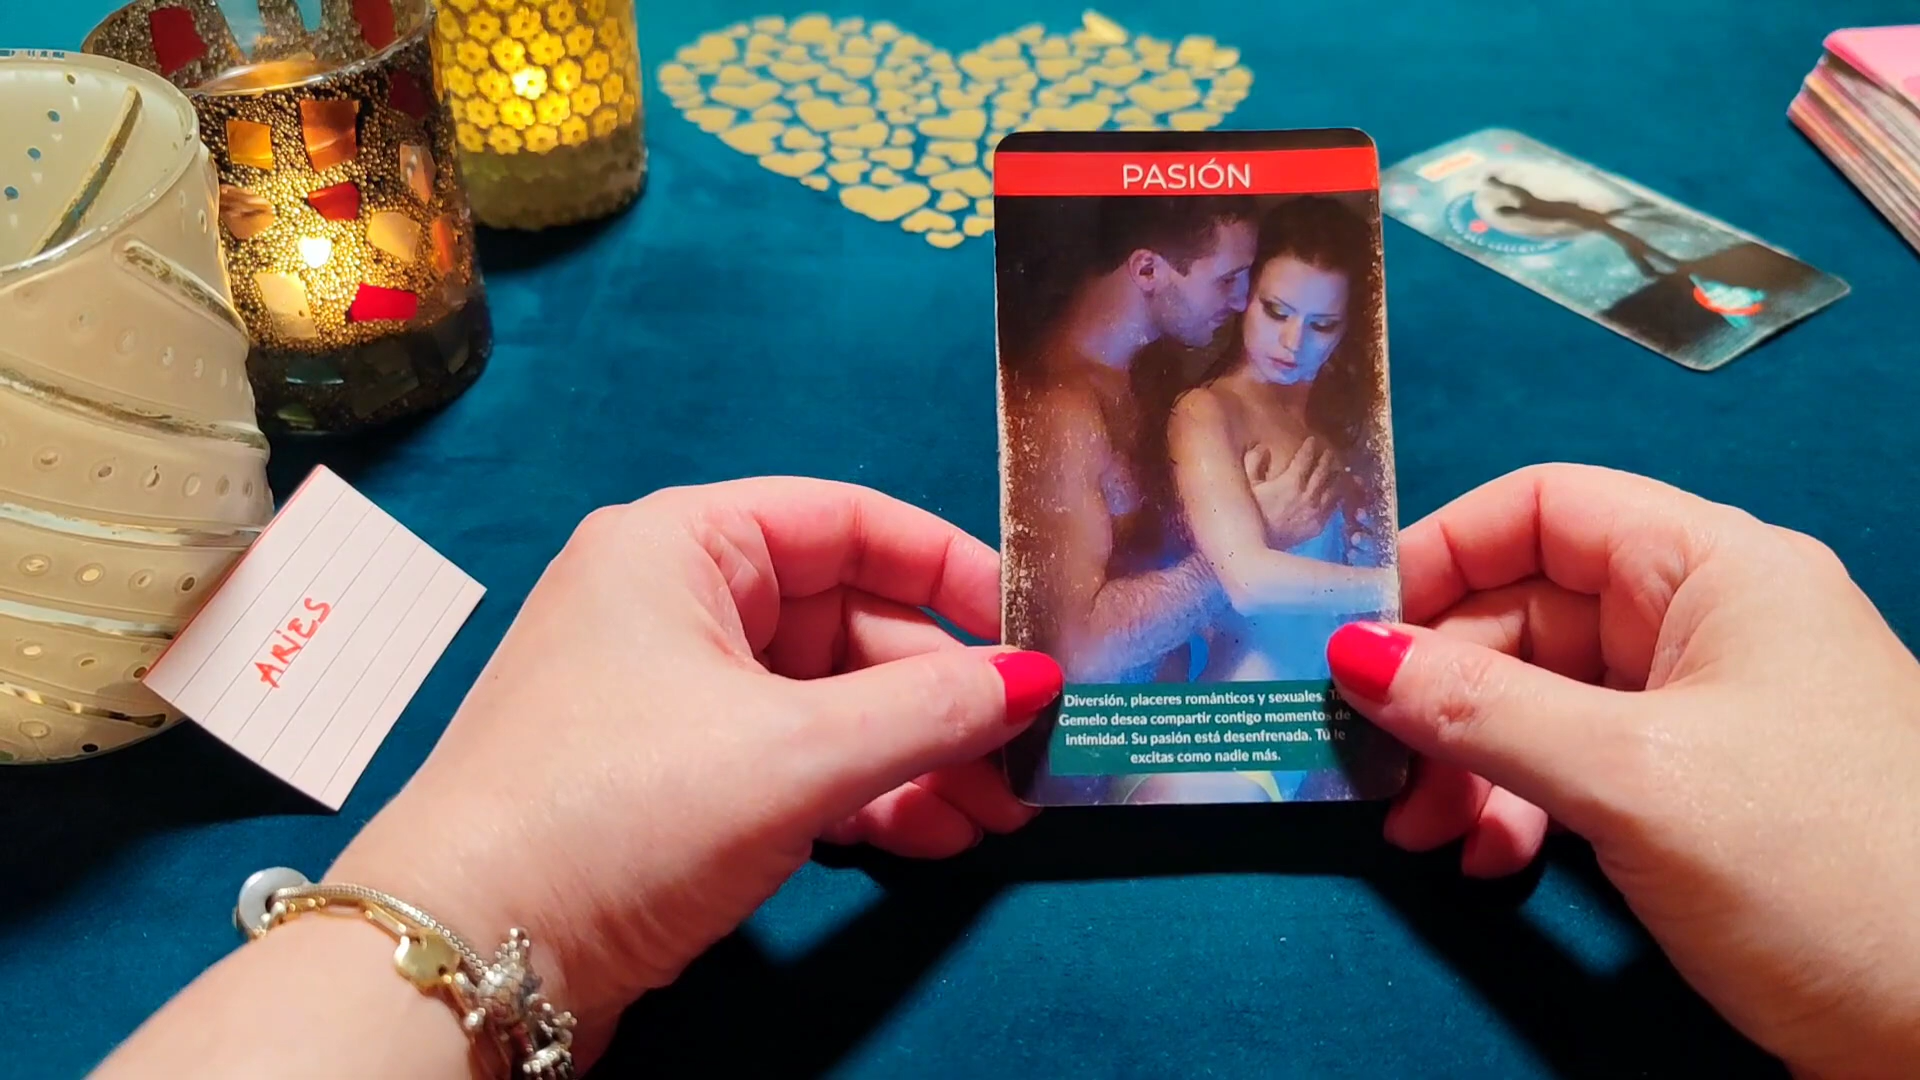 PASIÓN
ARiES
Diversión, placeres románticos y sexuales.
Gemelo desea compartir contigo momentos de
intimidad. Su pasión está desenfrenada. Tú le
excitas como nadie más.